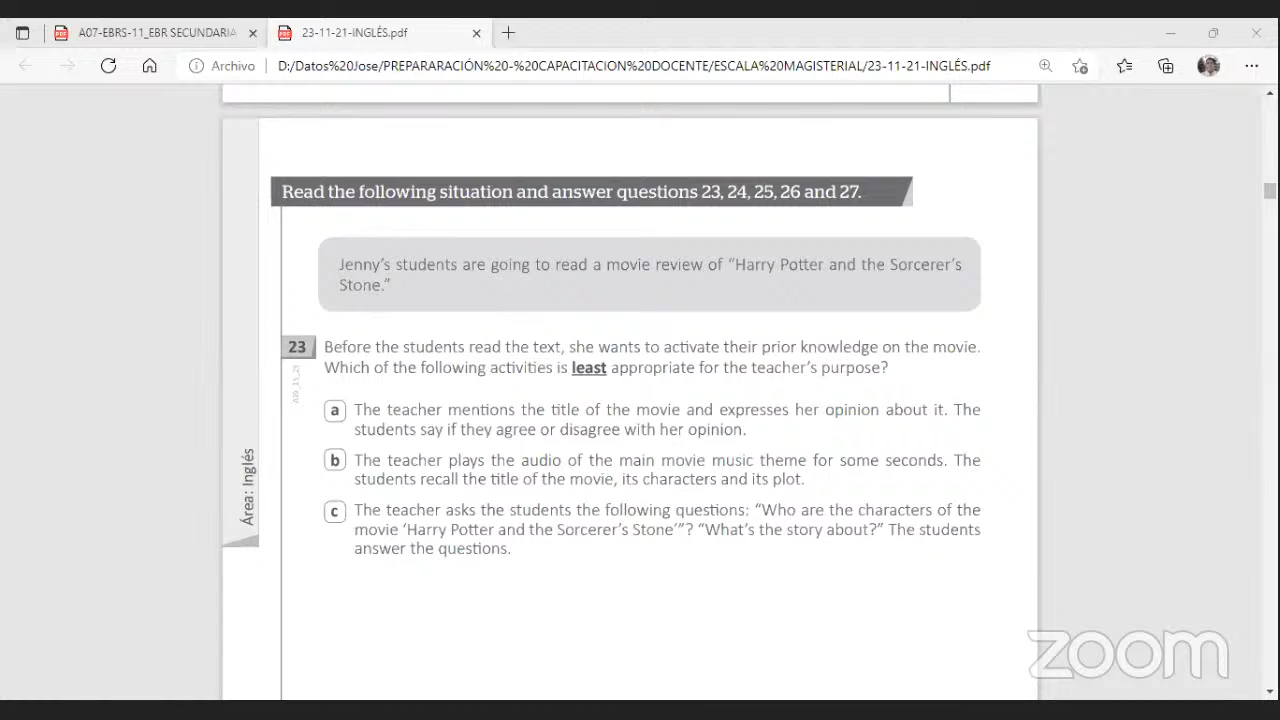 A07-EBRS-11_EBR SECUNDARIA
23-11-21-INGLÉS.pdf
Archivo
D:/Datos%20Jose/PREPARARACIÓN%20-%20CAPACITACION%20DOCENTE/ESCALA%20MAGISTERIAL/23-11-21-INGLÉS.pdf
Read the following situation and answer questions 23, 24, 25, 26 and 27.
Jenny's students are going to read a movie review of “Harry Potter and the Sorcerer's
Stone.”
23
Before the students read the text, she wants to activate their prior knowledge on the movie.
Which of the following activities is least appropriate for the teacher's purpose?
a
The teacher mentions the title of the movie and expresses her opinion about it. The
students say if they agree or disagree with her opinion.
b
The teacher plays the audio of the main movie music theme for some seconds. The
students recall the title of the movie, its characters and its plot.
c
The teacher asks the students the following questions: “Who are the characters of the
movie ‘Harry Potter and the Sorcerer's Stone’”? “What's the story about?” The students
answer the questions.
Área: Inglés
zoom